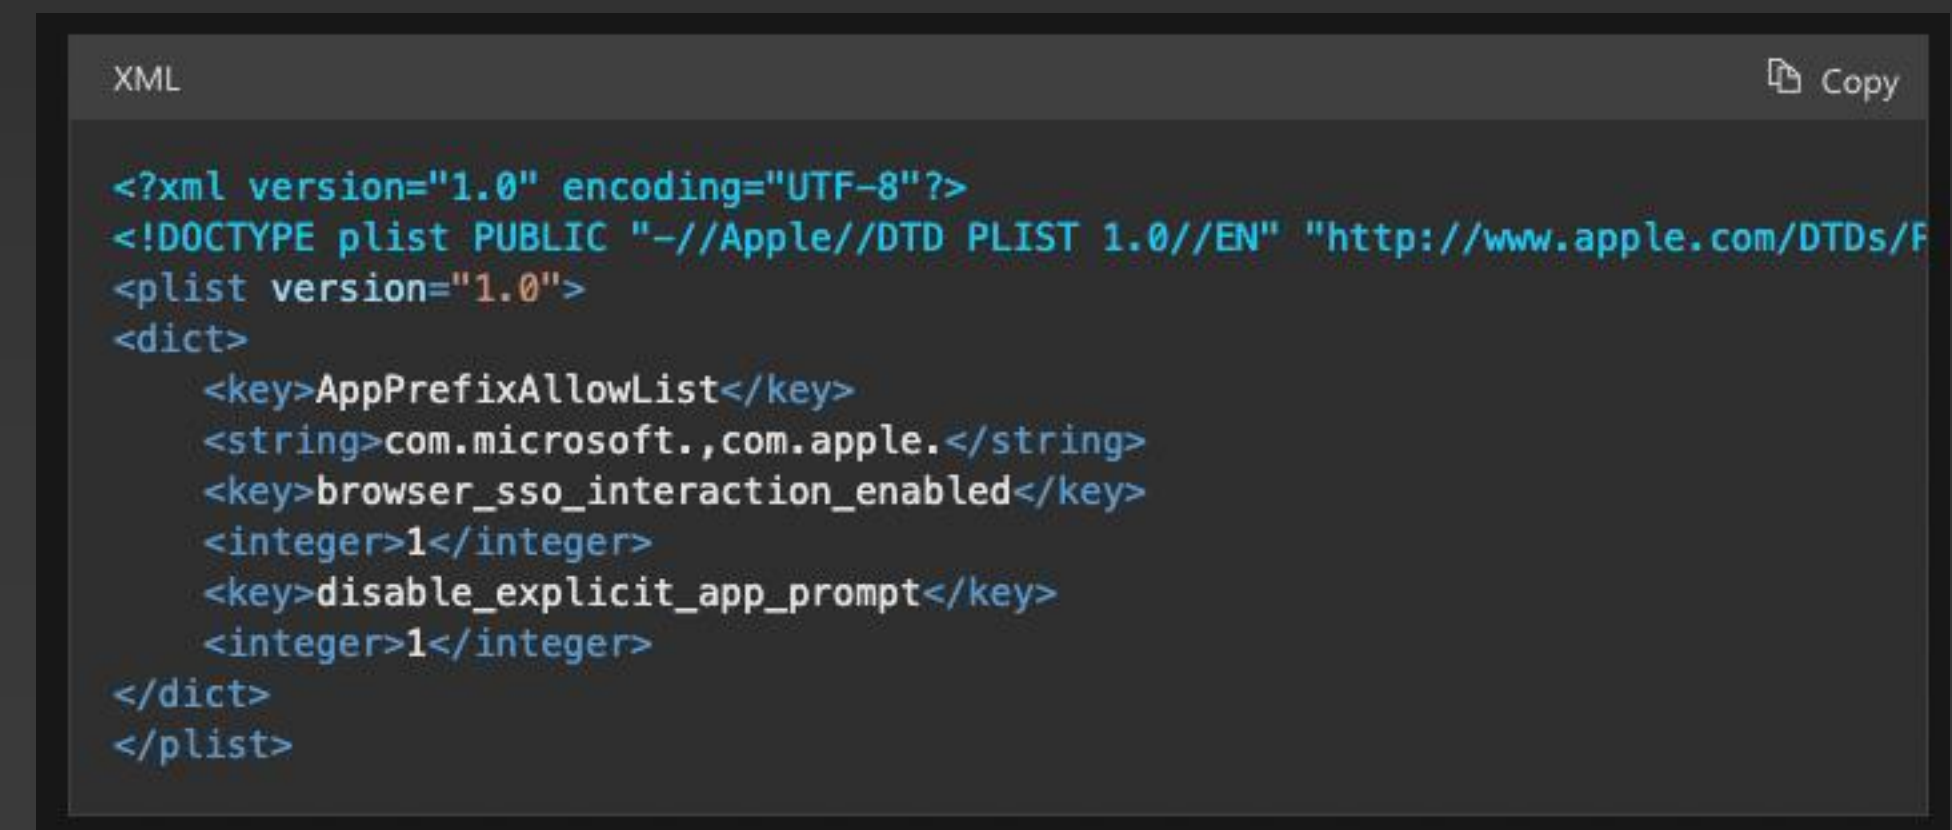 XML
Copy
<?xml version="1.0" encoding="UTF-8"?>
<!DOCTYPE plist PUBLIC "-//Apple//DTD PLIST 1.0//EN" "http://www.apple.com/DTDs/
<plist version="1.0">
<dict>
    <key>AppPrefixAllowList</key>
    <string>com.microsoft.,com.apple.</string>
    <key>browser_sso_interaction_enabled</key>
    <integer>1</integer>
    <key>disable_explicit_app_prompt</key>
    <integer>1</integer>
</dict>
</plist>